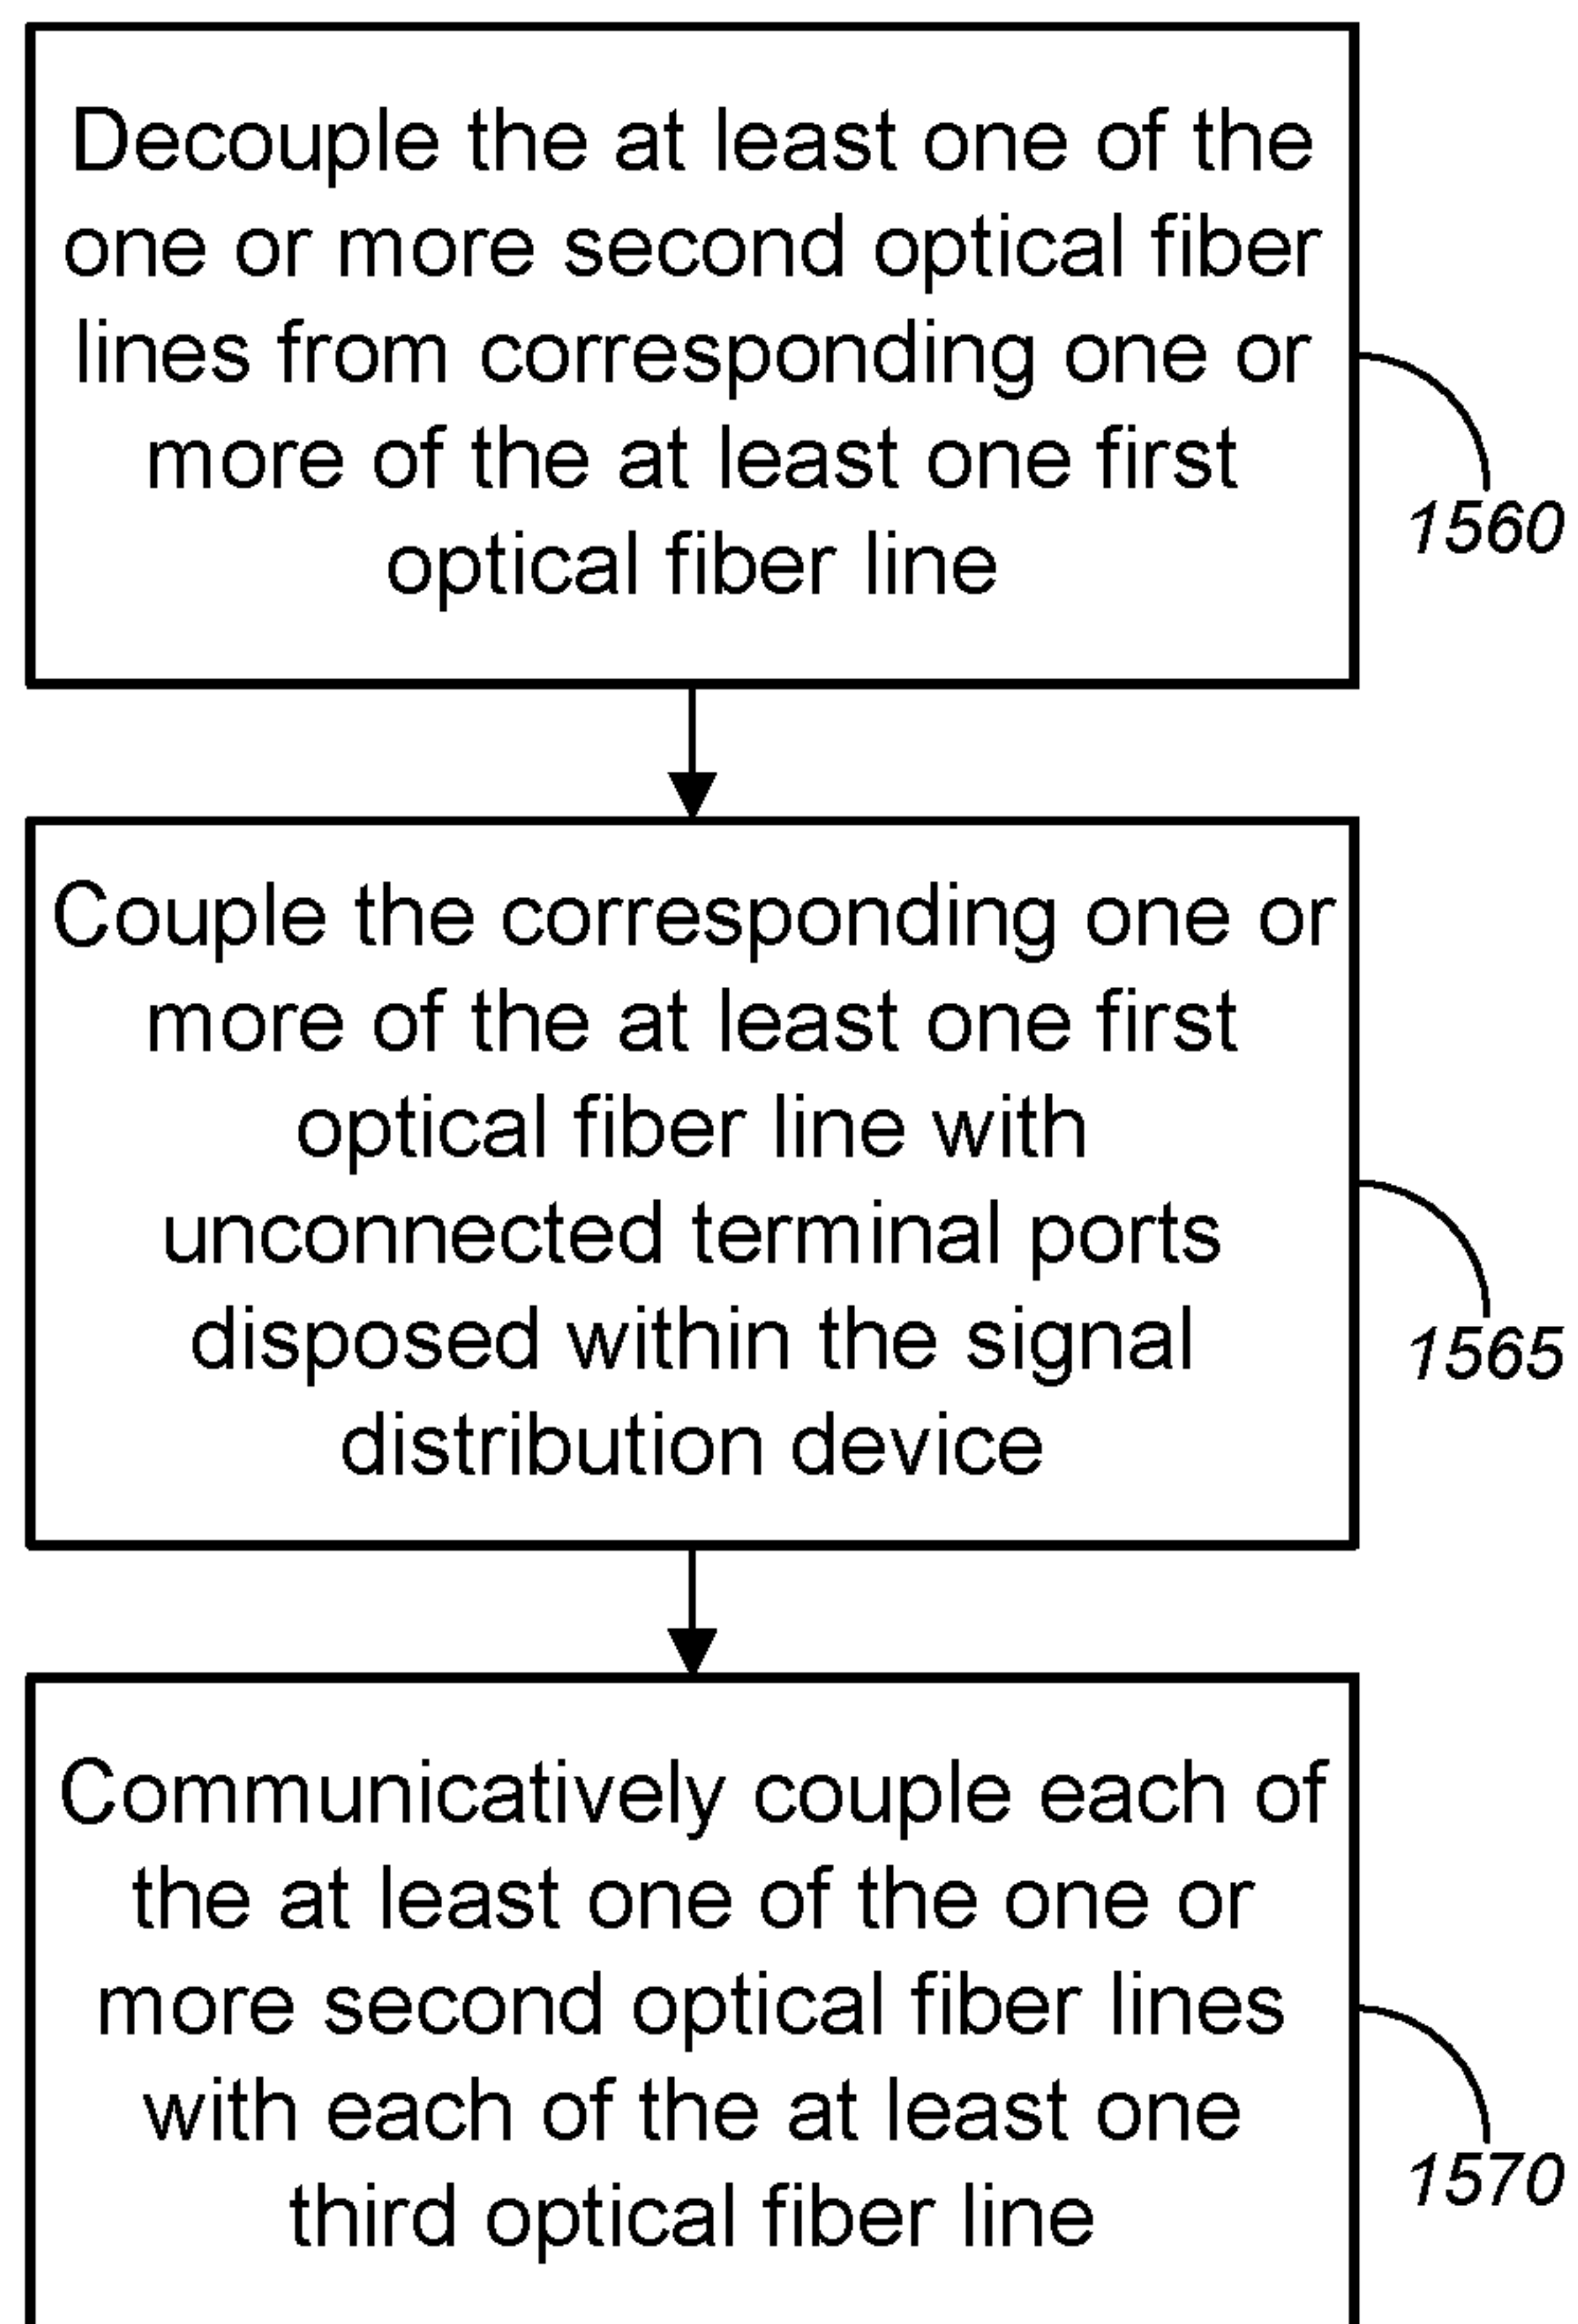 Decouple the at least one of the
one or more second optical fiber
lines from corresponding one or
more of the at least one first
optical fiber line
1560
Couple the corresponding one or
more of the at least one first
optical fiber line with
unconnected terminal ports
disposed within the signal
distribution device
1565
Communicatively couple each of
the at least one of the one or
more second optical fiber lines
with each of the at least one
third optical fiber line
1570